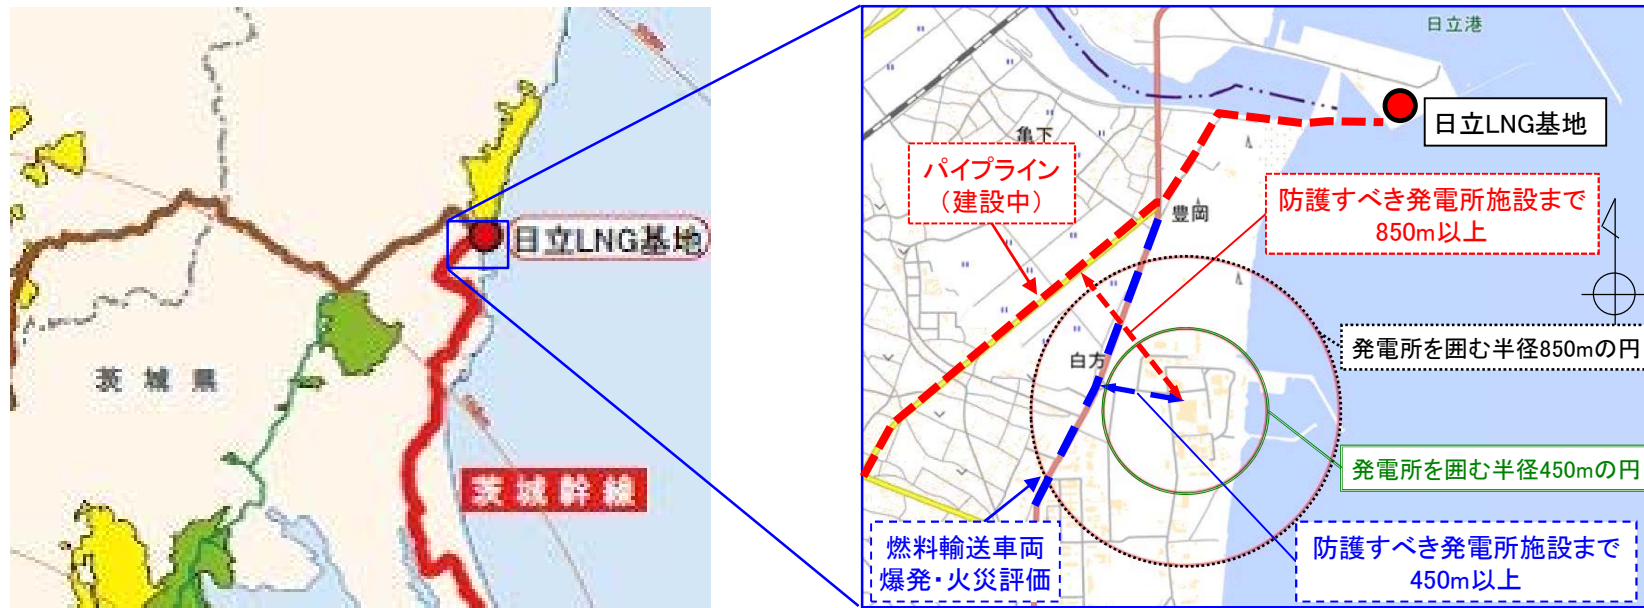 日立LNG基地
茨城県
茨城幹線
日立港
日立LNG基地
亀下
パイプライン
（建設中）
豊岡
防護すべき発電所施設まで
850m以上
発電所を囲む半径850mの円
白方
発電所を囲む半径450mの円
燃料輸送車両
爆発・火災評価
防護すべき発電所施設まで
450m以上